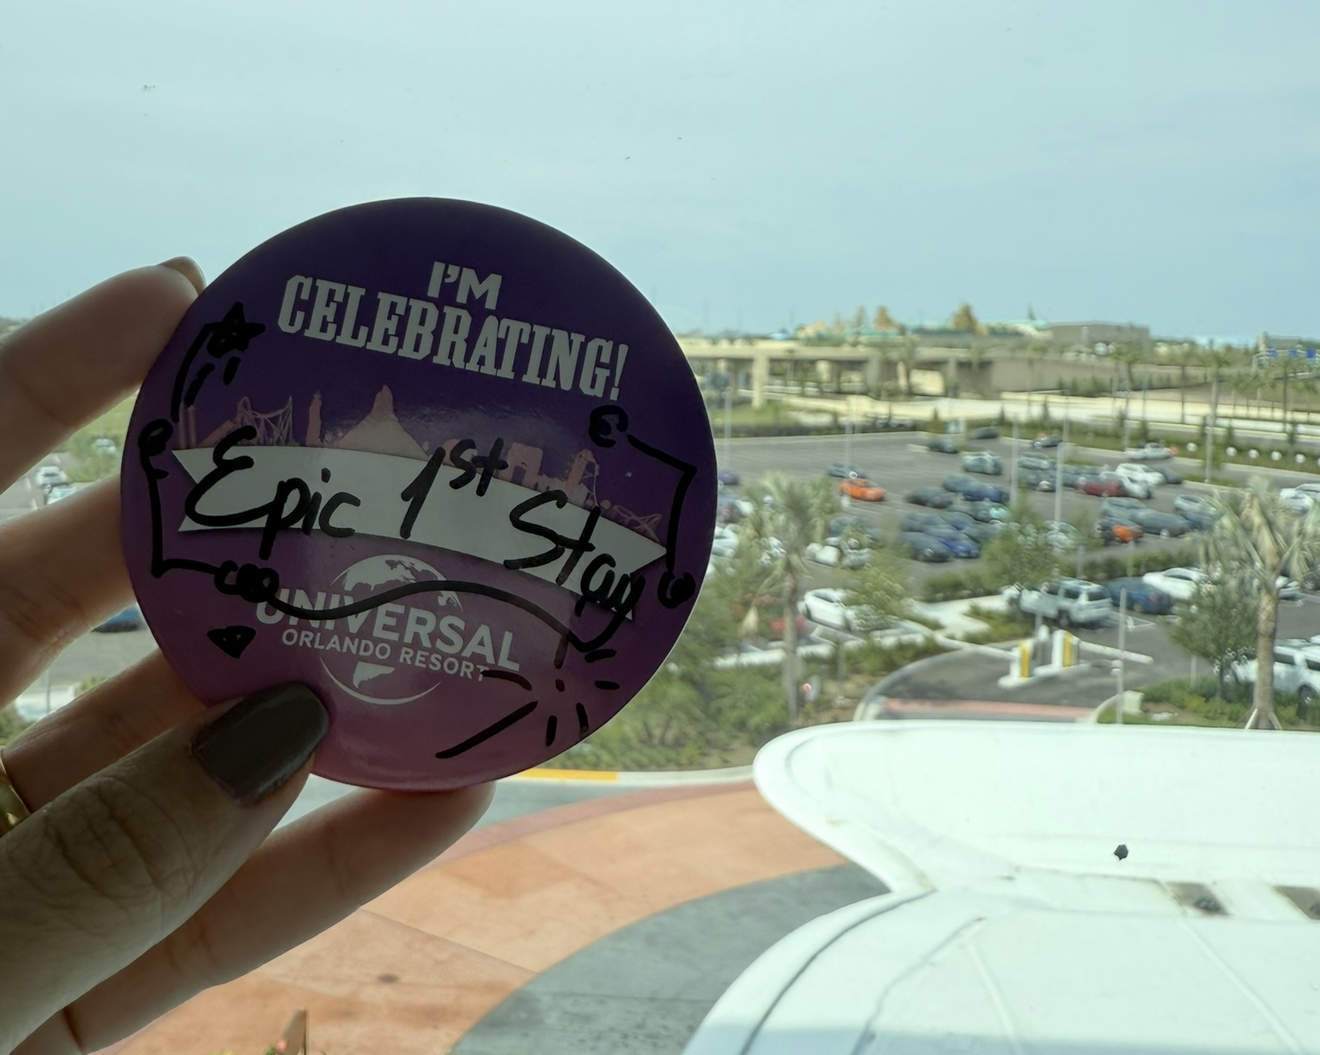 I'M
CELEBRATING!
Epic 1st Stay
UNIVERSAL
ORLANDO RESORT